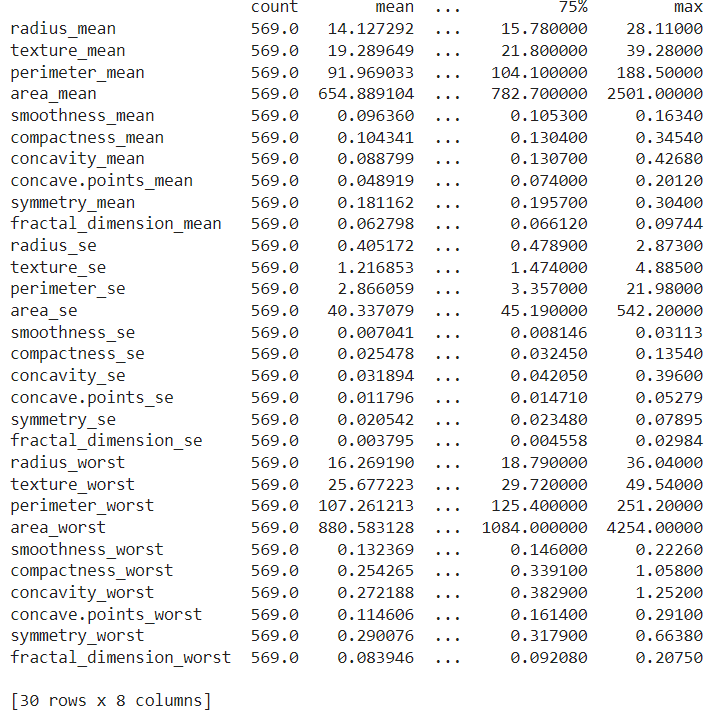 count mean ... 75% max
radius_mean 569.0 14.127292 ... 15.780000 28.11000
texture_mean 569.0 19.289649 ... 21.800000 39.28000
perimeter_mean 569.0 91.969033 ... 104.100000 188.50000
area_mean 569.0 654.889104 ... 782.700000 2501.00000
smoothness_mean 569.0 0.096360 ... 0.105300 0.16340
compactness_mean 569.0 0.104341 ... 0.130400 0.34540
concavity_mean 569.0 0.088799 ... 0.130700 0.42680
concave.points_mean 569.0 0.048919 ... 0.074000 0.20120
symmetry_mean 569.0 0.181162 ... 0.195700 0.30400
fractal_dimension_mean 569.0 0.062798 ... 0.066120 0.09744
radius_se 569.0 0.405172 ... 0.478900 2.87300
texture_se 569.0 1.216853 ... 1.474000 4.88500
perimeter_se 569.0 2.866059 ... 3.357000 21.98000
area_se 569.0 40.337079 ... 45.190000 542.20000
smoothness_se 569.0 0.007041 ... 0.008146 0.03113
compactness_se 569.0 0.025478 ... 0.032450 0.13540
concavity_se 569.0 0.031894 ... 0.042050 0.39600
concave.points_se 569.0 0.011796 ... 0.014710 0.05279
symmetry_se 569.0 0.020542 ... 0.023480 0.07895
fractal_dimension_se 569.0 0.003795 ... 0.004558 0.02984
radius_worst 569.0 16.269190 ... 18.790000 36.04000
texture_worst 569.0 25.677223 ... 29.720000 49.54000
perimeter_worst 569.0 107.261213 ... 125.400000 251.20000
area_worst 569.0 880.583128 ... 1084.000000 4254.00000
smoothness_worst 569.0 0.132369 ... 0.146000 0.22260
compactness_worst 569.0 0.254265 ... 0.339100 1.05800
concavity_worst 569.0 0.272188 ... 0.382900 1.25200
concave.points_worst 569.0 0.114606 ... 0.161400 0.29100
symmetry_worst 569.0 0.290076 ... 0.317900 0.66380
fractal_dimension_worst 569.0 0.083946 ... 0.092080 0.20750
[30 rows x 8 columns]